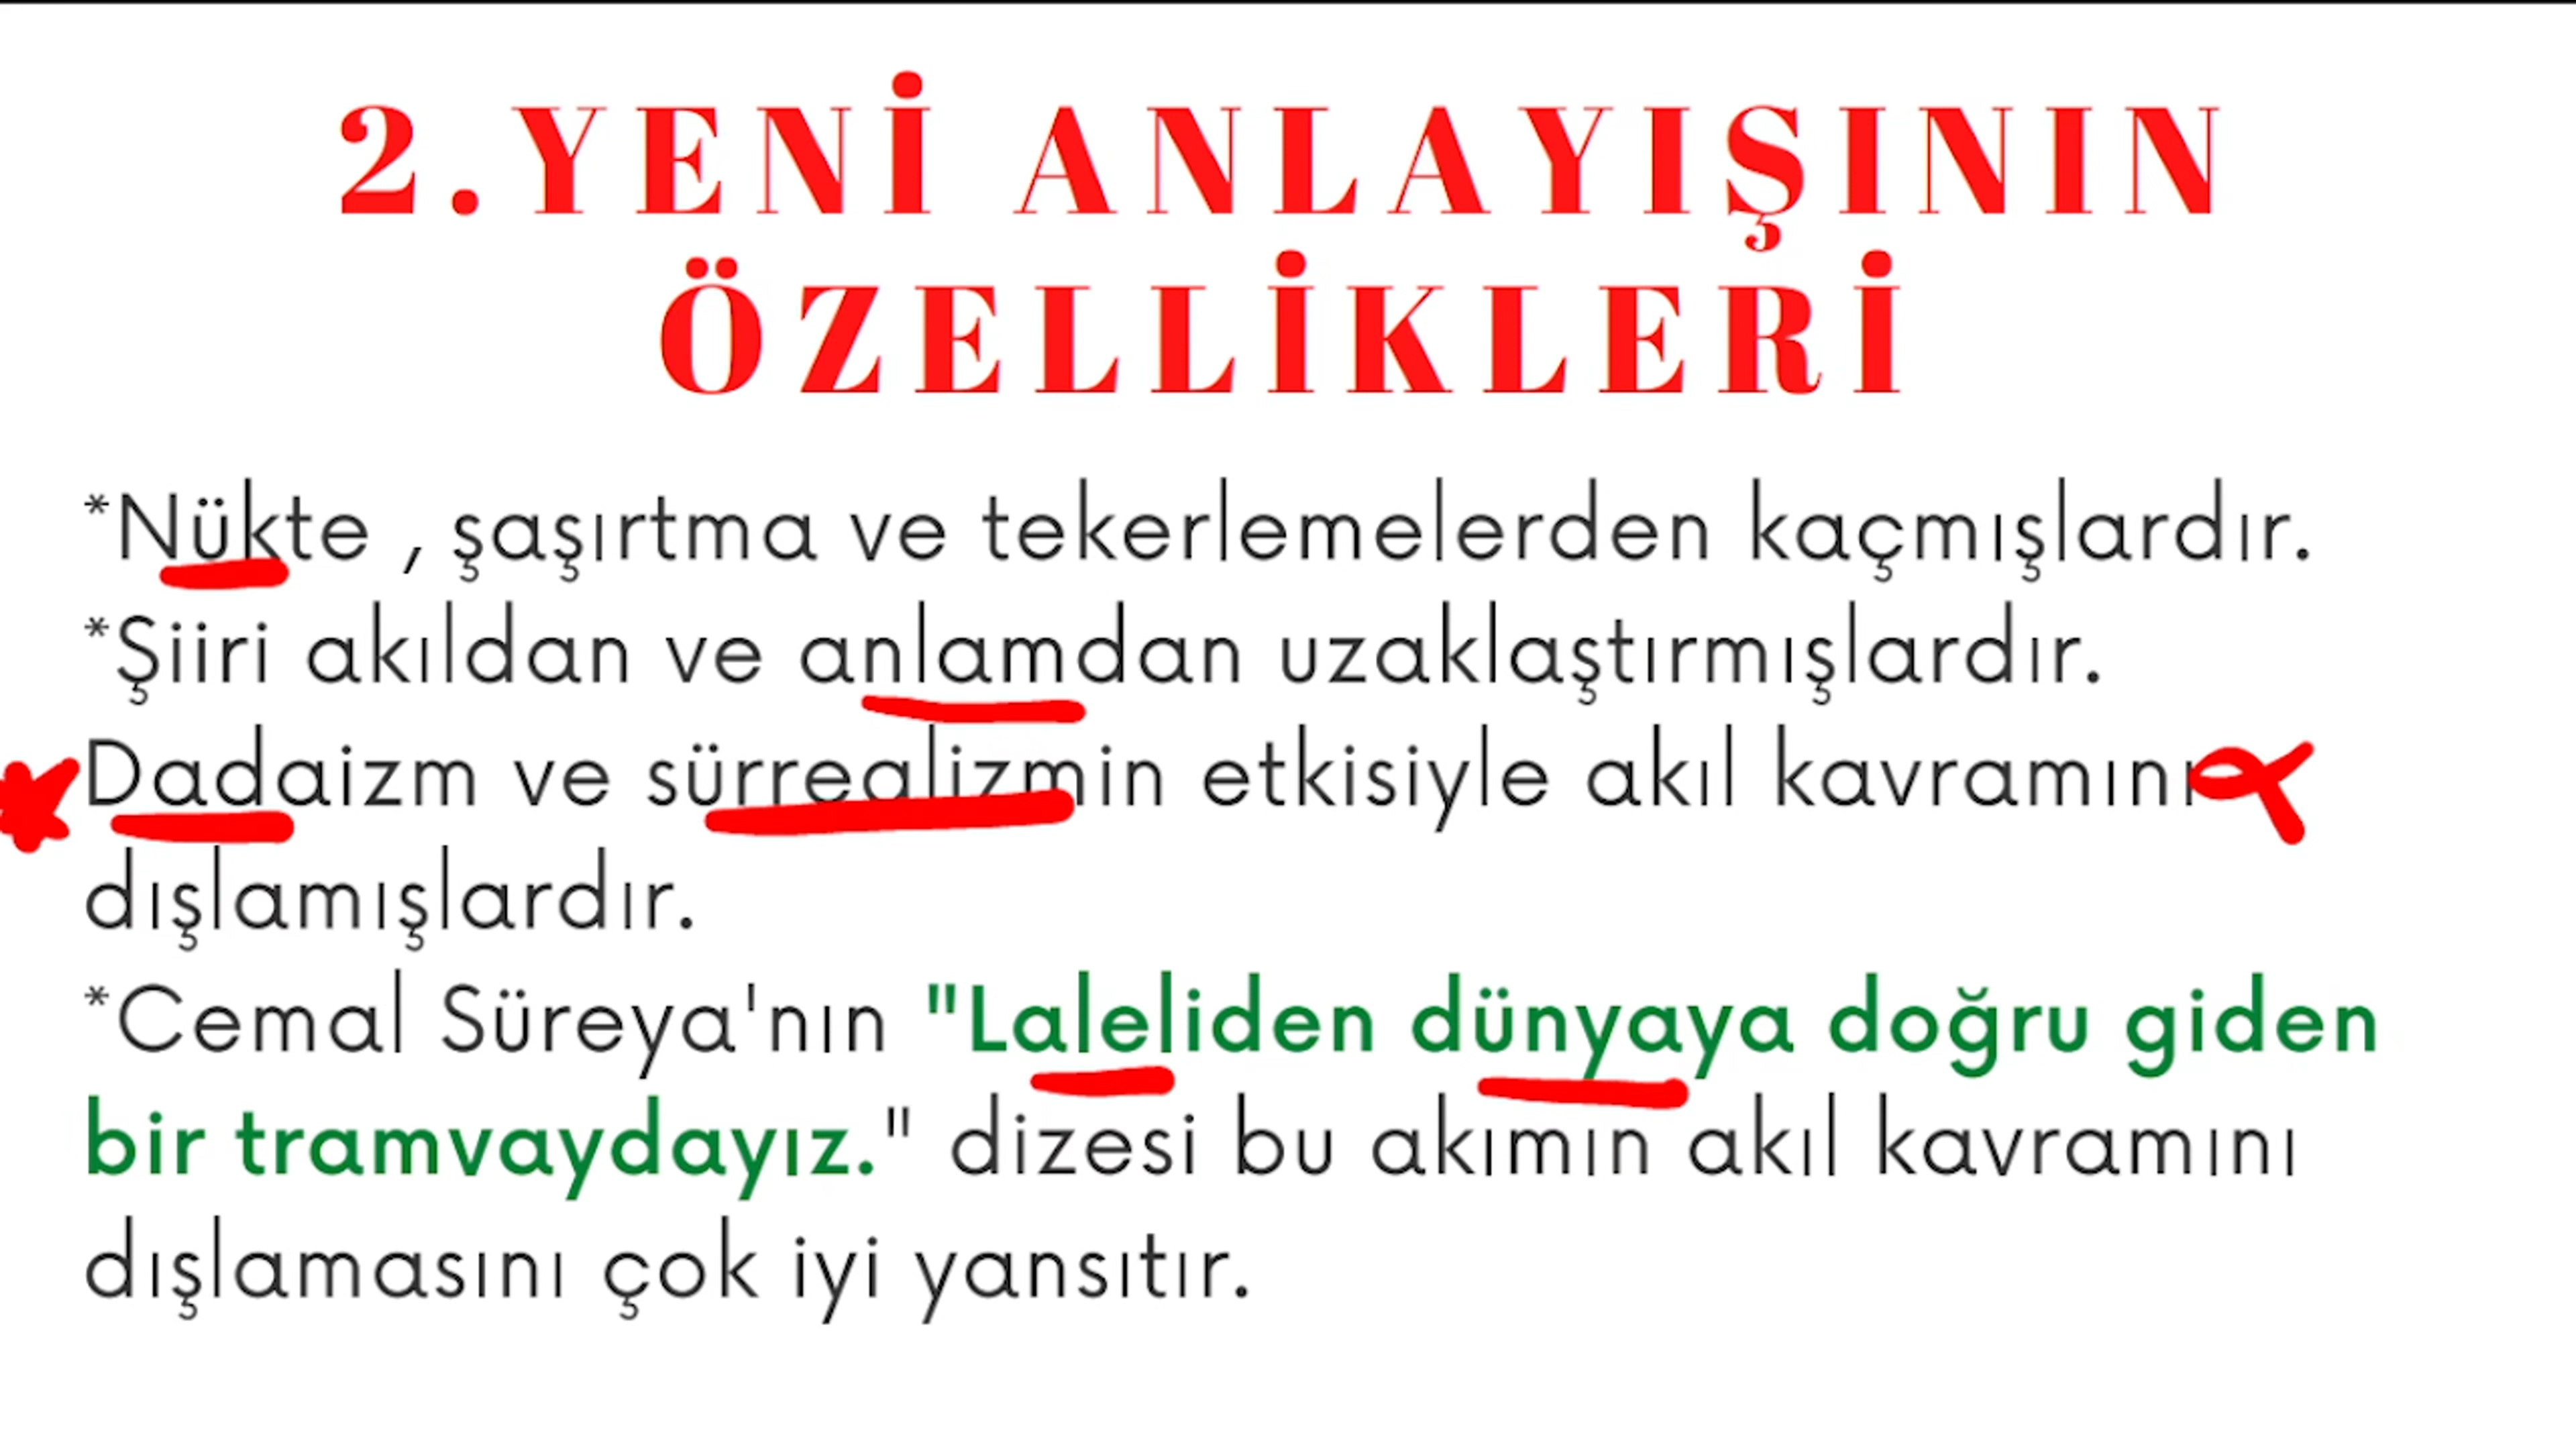 2.YENİ ANLAYIŞININ
ÖZELLİKLERİ
*Nükte , şaşırtma ve tekerlemelerden kaçmışlardır.
*Şiiri akıldan ve anlamdan uzaklaştırmışlardır.
Dadaizm ve sürrealizmin etkisiyle akıl kavramını
dışlamışlardır.
*Cemal Süreya'nın "Laleliden dünyaya doğru giden
bir tramvaydayız." dizesi bu akımın akıl kavramını
dışlamasını çok iyi yansıtır.